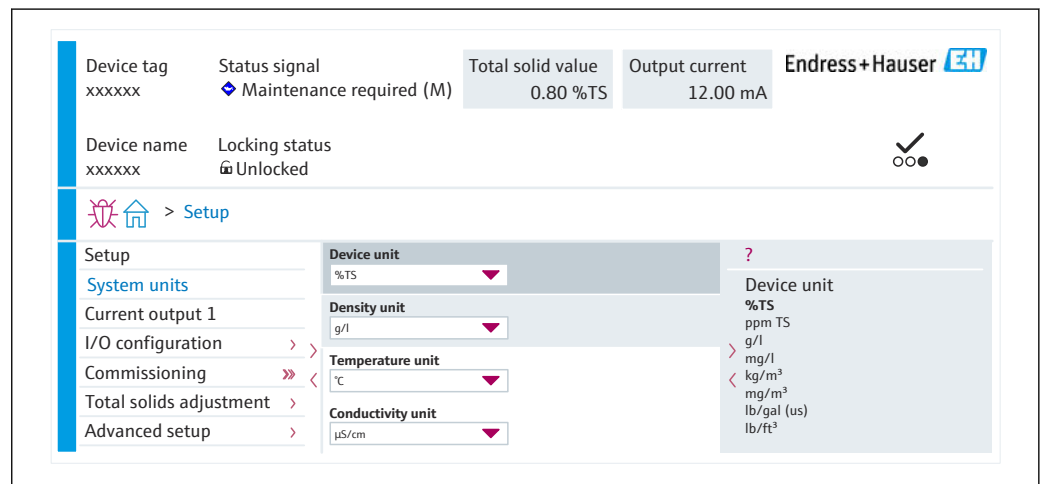 Device tag
xxxxxx
Status signal
Maintenance required (M)
Total solid value
0.80 %TS
Output current
12.00 mA
Endress+Hauser EH
Device name
xxxxxx
Locking status
Unlocked
> Setup
Setup
System units
Current output 1
I/O configuration >
Commissioning >>>
Total solids adjustment >
Advanced setup >
>
<
Device unit
%TS
Density unit
g/l
Temperature unit
℃
Conductivity unit
µS/cm
>
<
?
Device unit
%TS
ppm TS
g/l
mg/l
kg/m³
mg/m³
lb/gal (us)
lb/ft³